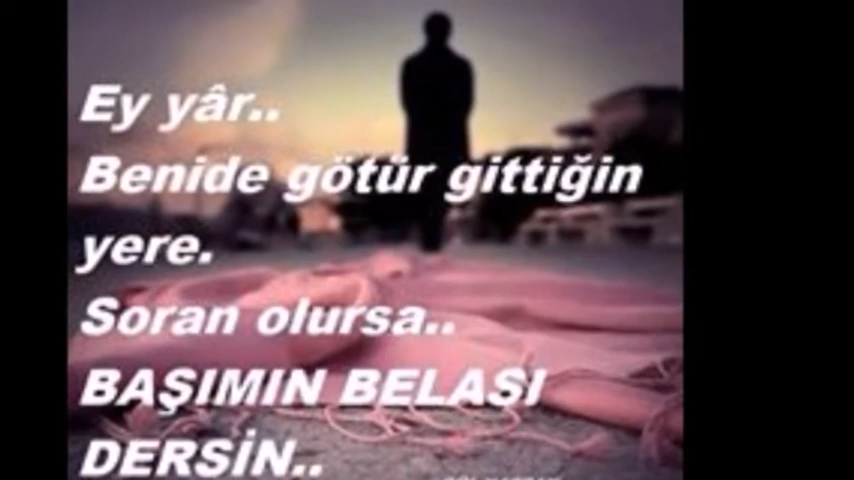 Ey yâr..
Benide götür gittiğin
yere.
Soran olursa..
BAŞIMIN BELASI
DERSİN..